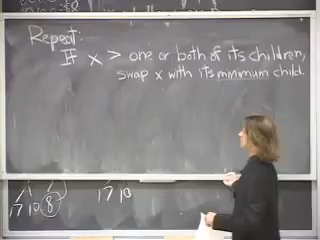 Repeat:
If x > one or both of its children,
swap x with its minimum child.
17 10 8 17 10